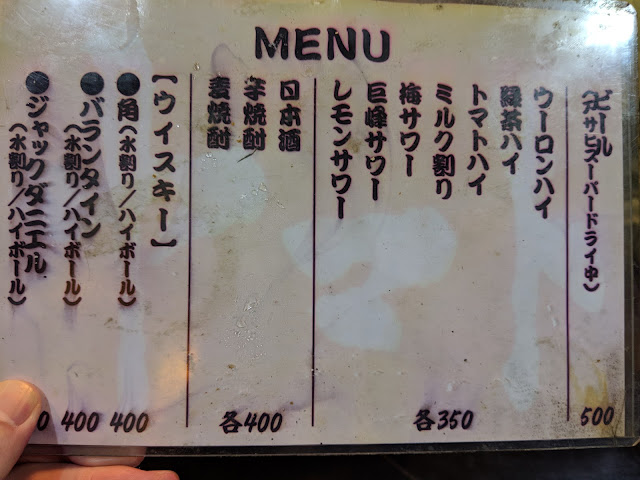 MENU
ビール
（アサヒスーパードライ中）
500
ウーロンハイ
緑茶ハイ
トマトハイ
ミルク割り
梅サワー
巨峰サワー
レモンサワー
各350
日本酒
芋焼酎
麦焼酎
各400
【ウイスキー】
●角（水割り/ハイボール）
400
●バランタイン
（水割り/ハイボール）
400
●ジャックダニエル
（水割り/ハイボール）